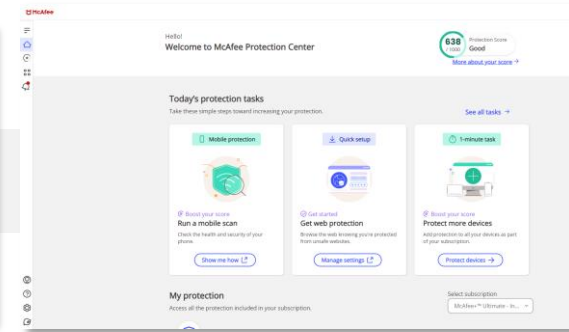 McAfee
Hello!
Welcome to McAfee Protection Center
638
/ 1000
Protection Score
Good
More about your score →
Today's protection tasks
Take these simple steps toward increasing your protection.
See all tasks →
Mobile protection
Boost your score
Run a mobile scan
Check the health and security of your
phone.
Show me how
Quick setup
Get started
Get web protection
Browse the web knowing you're protected
from unsafe websites.
Manage settings
1-minute task
Boost your score
Protect more devices
Add protection to all your devices as part
of your subscription.
Protect devices →
My protection
Access all the protection included in your subscription.
Select subscription
McAfee+™ Ultimate - In...